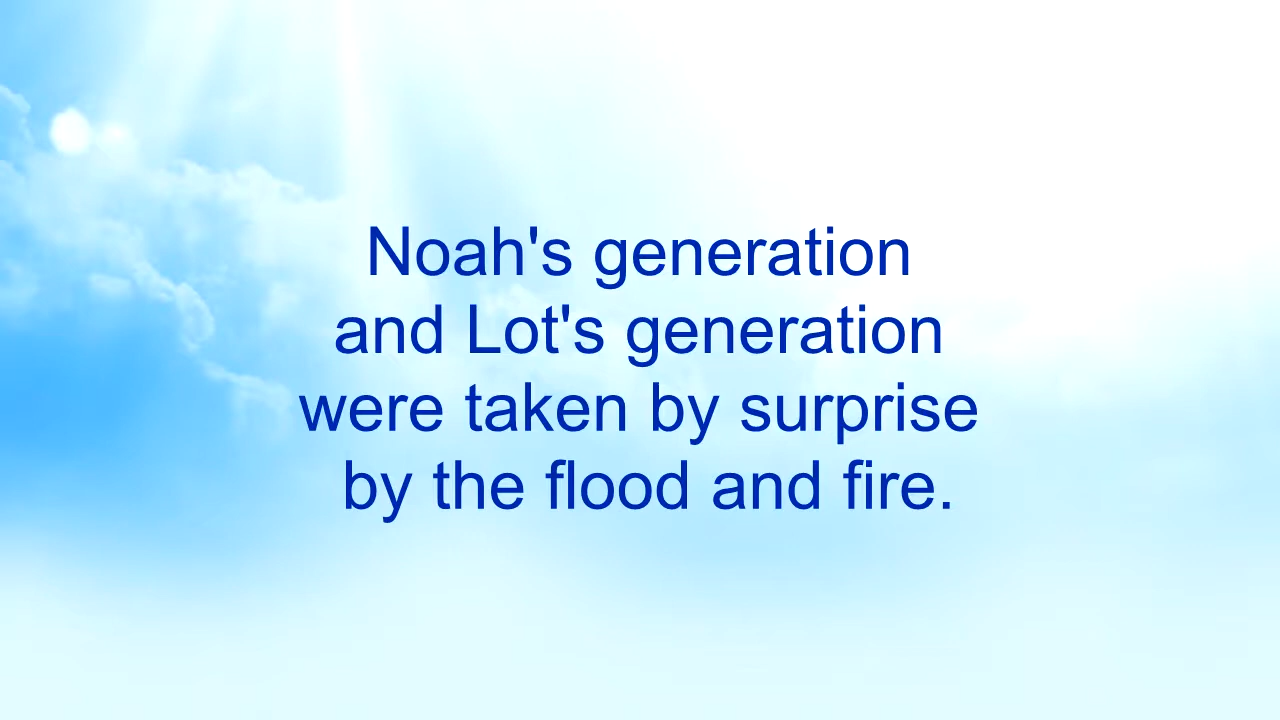 Noah's generation
and Lot's generation
were taken by surprise
by the flood and fire.